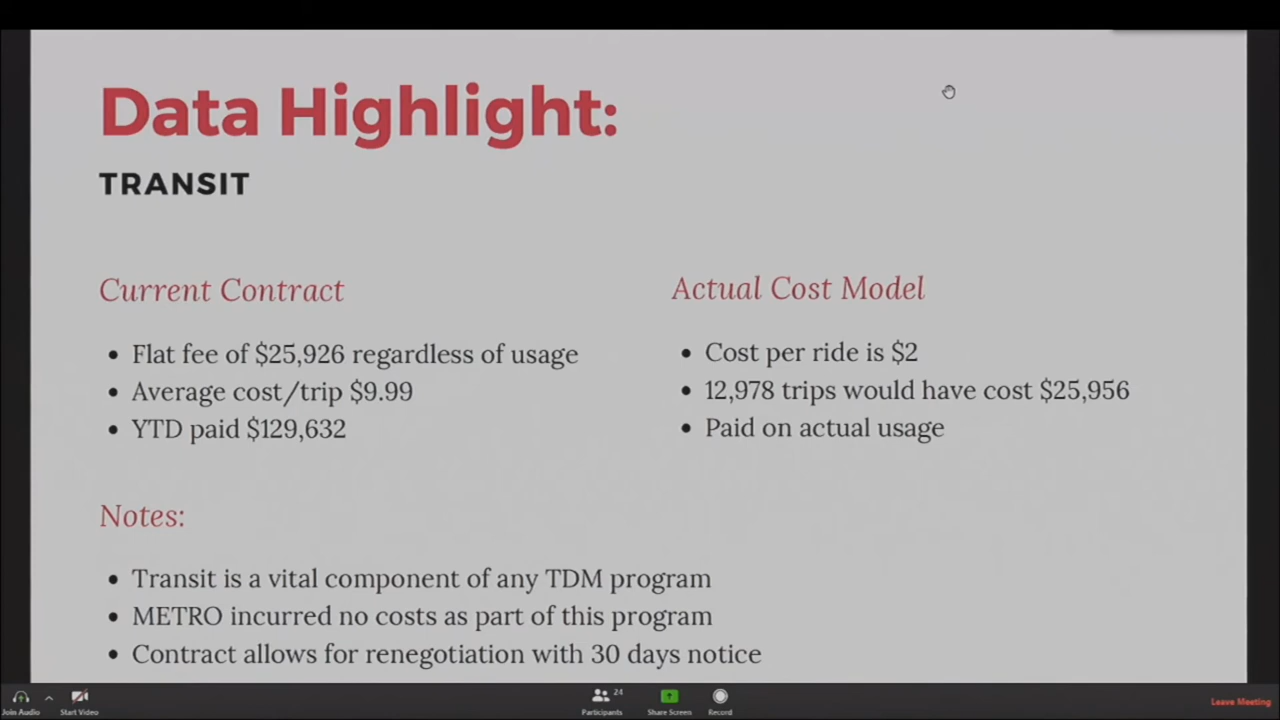 Data Highlight:
TRANSIT
Current Contract
• Flat fee of $25,926 regardless of usage
• Average cost/trip $9.99
• YTD paid $129,632
Actual Cost Model
• Cost per ride is $2
• 12,978 trips would have cost $25,956
• Paid on actual usage
Notes:
• Transit is a vital component of any TDM program
• METRO incurred no costs as part of this program
• Contract allows for renegotiation with 30 days notice
Join Audio
Start Video
24
Participants
Share Screen
Record
Leave Meeting